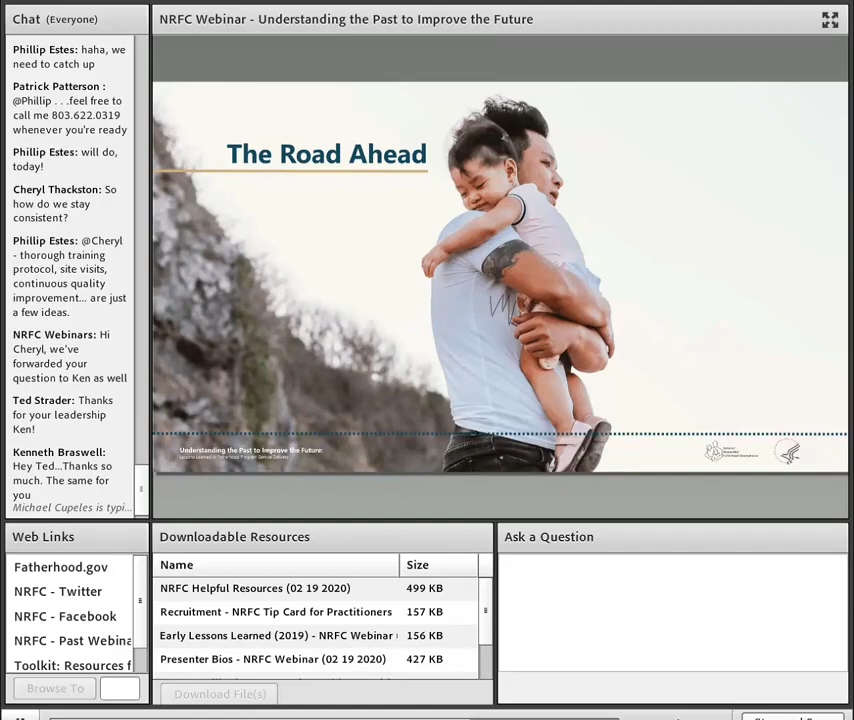 Chat (Everyone)
Phillip Estes: haha, we
need to catch up
Patrick Patterson :
@Phillip . . .feel free to
call me 803.622.0319
whenever you're ready
Phillip Estes: will do,
today!
Cheryl Thackston: So
how do we stay
consistent?
Phillip Estes: @Cheryl
- thorough training
protocol, site visits,
continuous quality
improvement... are just
a few ideas.
NRFC Webinars: Hi
Cheryl, we've
forwarded your
question to Ken as well
Ted Strader: Thanks
for your leadership
Ken!
Kenneth Braswell:
Hey Ted...Thanks so
much. The same for
you
Michael Cupeles is typi...
NRFC Webinar - Understanding the Past to Improve the Future
The Road Ahead
Understanding the Past to Improve the Future:
Lessons Learned in Fatherhood Program Service Delivery
Web Links
Fatherhood.gov
NRFC - Twitter
NRFC - Facebook
NRFC - Past Webina
Toolkit: Resources f
Browse To
Downloadable Resources
Name Size
NRFC Helpful Resources (02 19 2020) 499 KB
Recruitment - NRFC Tip Card for Practitioners 157 KB
Early Lessons Learned (2019) - NRFC Webinar 156 KB
Presenter Bios - NRFC Webinar (02 19 2020) 427 KB
Download File(s)
Ask a Question